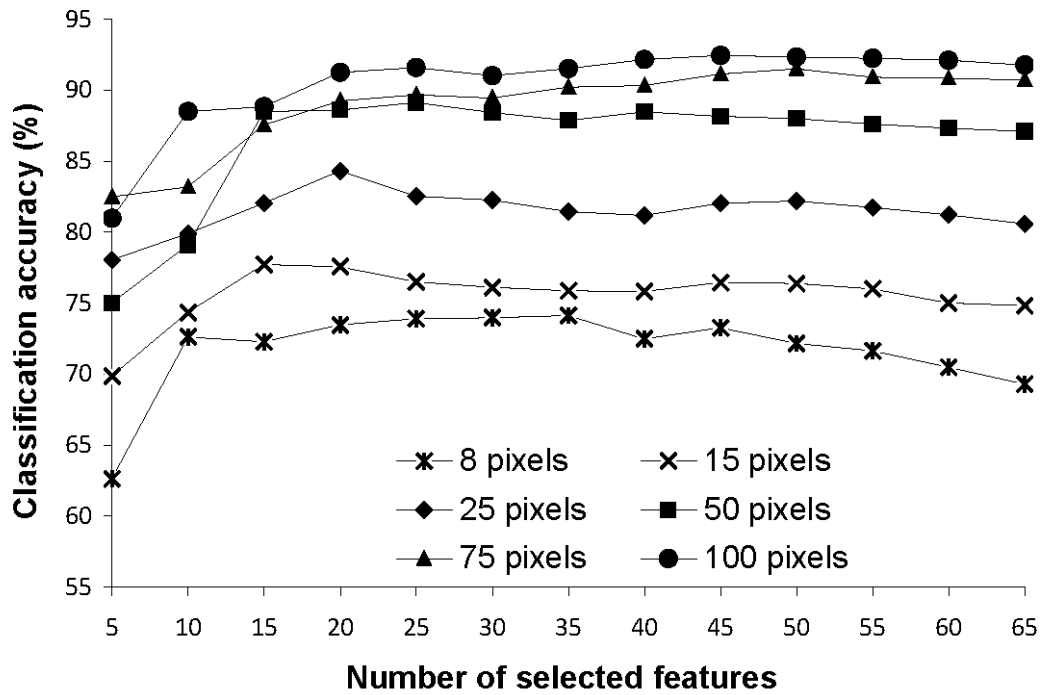 95
90
85
80
75
70
65
60
55
Classification accuracy (%)
8 pixels
15 pixels
25 pixels
50 pixels
75 pixels
100 pixels
5 10 15 20 25 30 35 40 45 50 55 60 65
Number of selected features